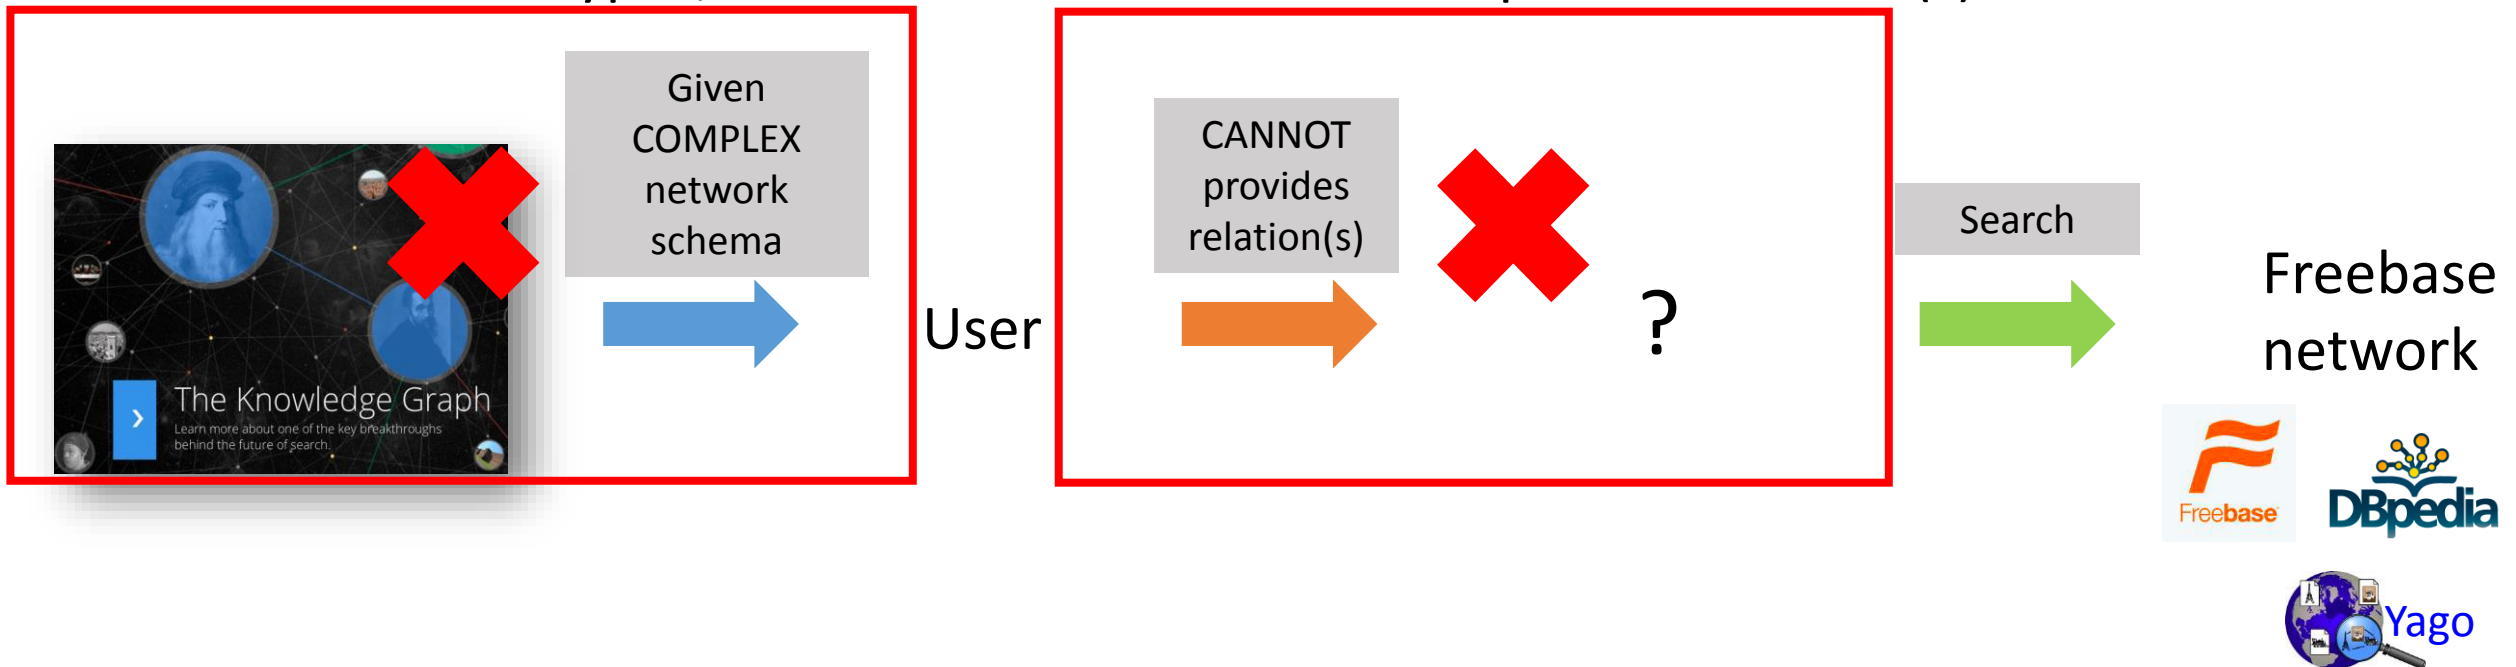 Given
COMPLEX
network
schema
CANNOT
provides
relation(s)
Search
User
?
Freebase
network
The Knowledge Graph
Learn more about one of the key breakthroughs
behind the future of search.
Freebase
DBpedia
Yago